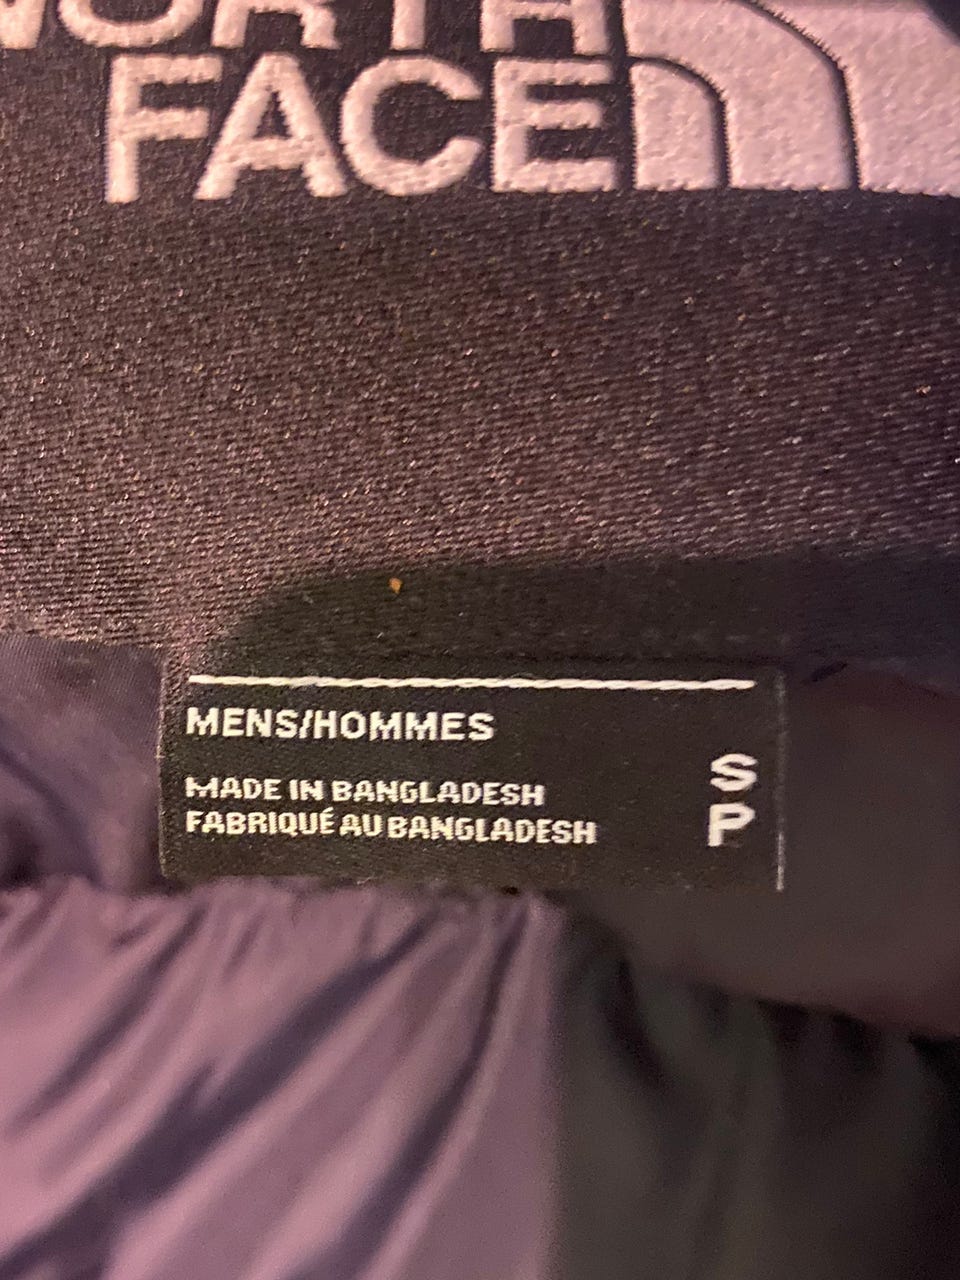 NORTH
FACE
MENS/HOMMES
MADE IN BANGLADESH
FABRIQUÉ AU BANGLADESH
S
P